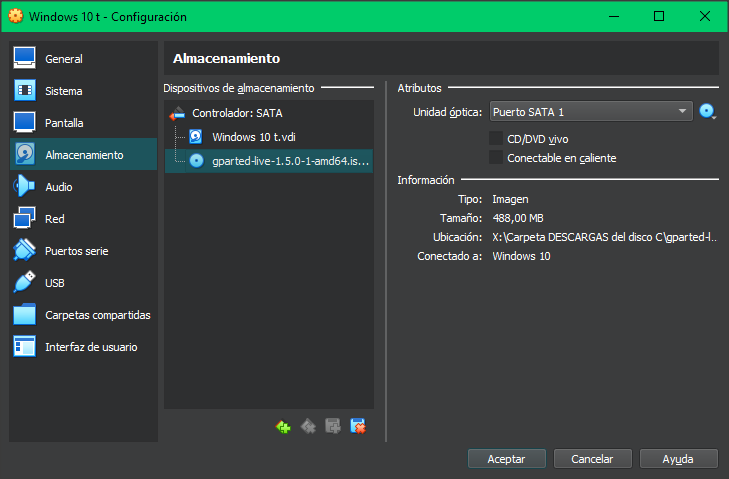 Windows 10 t - Configuración
General
Sistema
Pantalla
Almacenamiento
Audio
Red
Puertos serie
USB
Carpetas compartidas
Interfaz de usuario
Almacenamiento
Dispositivos de almacenamiento
Controlador: SATA
Windows 10 t.vdi
gparted-live-1.5.0-1-amd64.is...
Atributos
Unidad óptica: Puerto SATA 1
CD/DVD vivo
Conectable en caliente
Información
Tipo: Imagen
Tamaño: 488,00 MB
Ubicación: X:\Carpeta DESCARGAS del disco C\gparted-l...
Conectado a: Windows 10
Aceptar Cancelar Ayuda